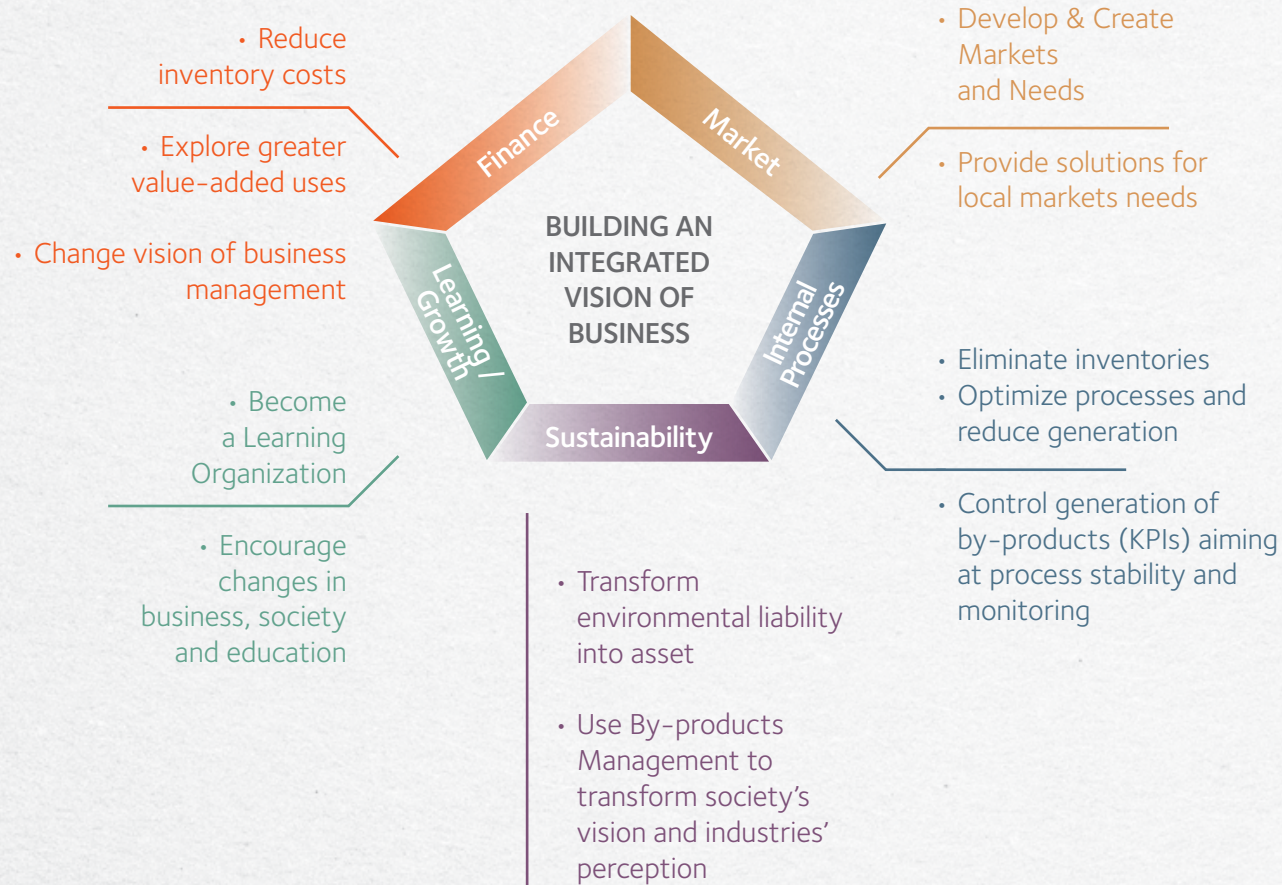 • Reduce
inventory costs
• Explore greater
value-added uses
• Change vision of business
management
Finance
Market
• Develop & Create
Markets
and Needs
• Provide solutions for
local markets needs
BUILDING AN
INTEGRATED
VISION OF
BUSINESS
Learning /
Growth
Internal
Processes
Sustainability
• Become
a Learning
Organization
• Encourage
changes in
business, society
and education
• Eliminate inventories
• Optimize processes and
reduce generation
• Control generation of
by-products (KPIs) aiming
at process stability and
monitoring
• Transform
environmental liability
into asset
• Use By-products
Management to
transform society's
vision and industries'
perception